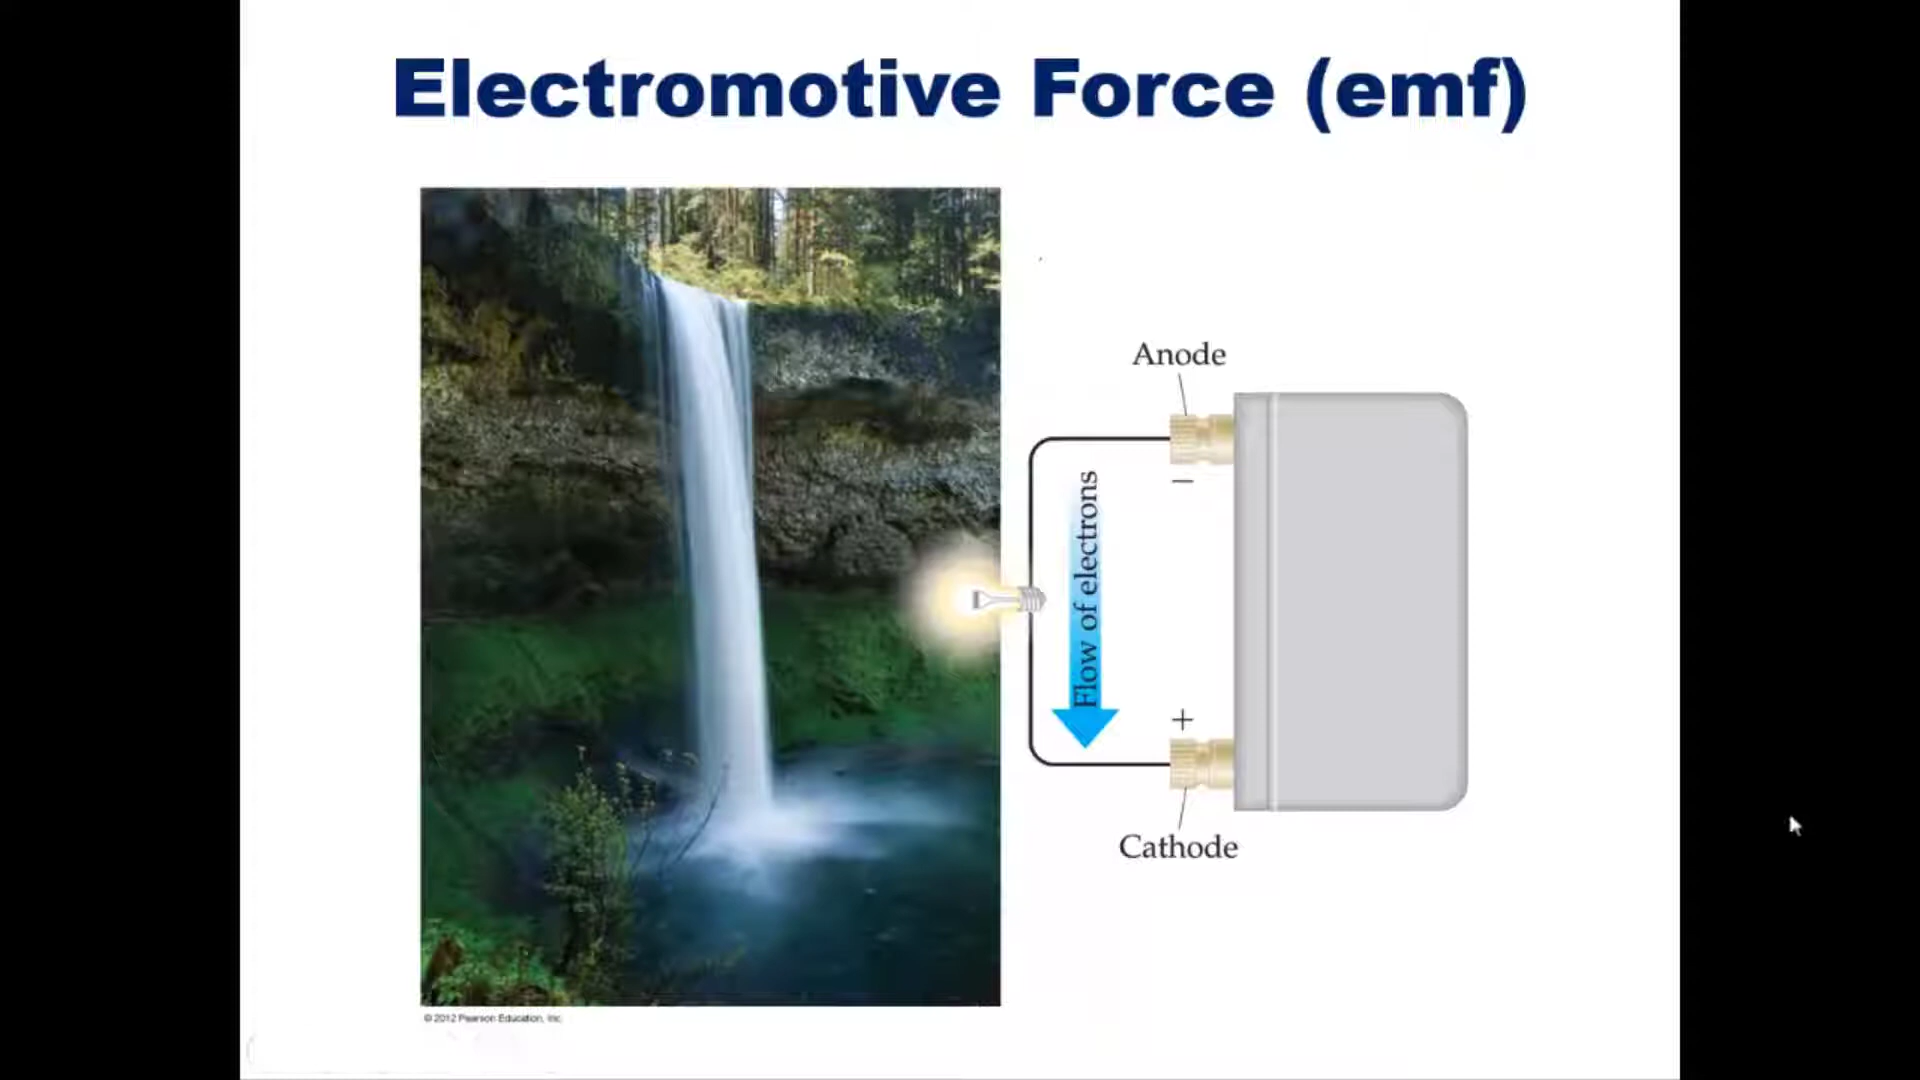 Electromotive Force (emf)
Anode
−
Flow of electrons
+
Cathode
© 2012 Pearson Education, Inc.